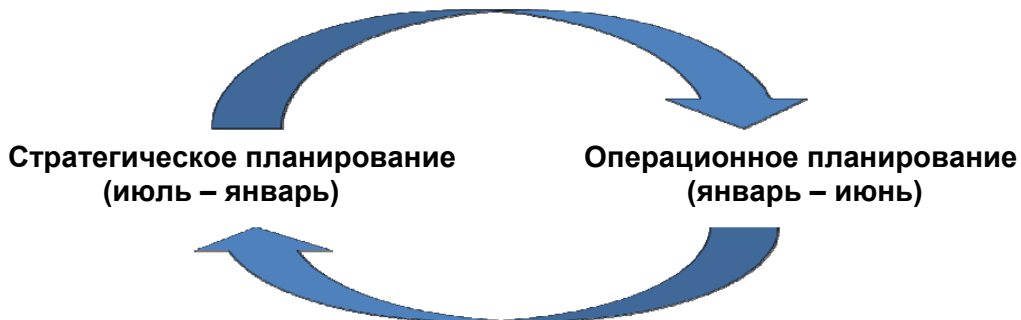 Стратегическое планирование
(июль – январь)
Операционное планирование
(январь – июнь)